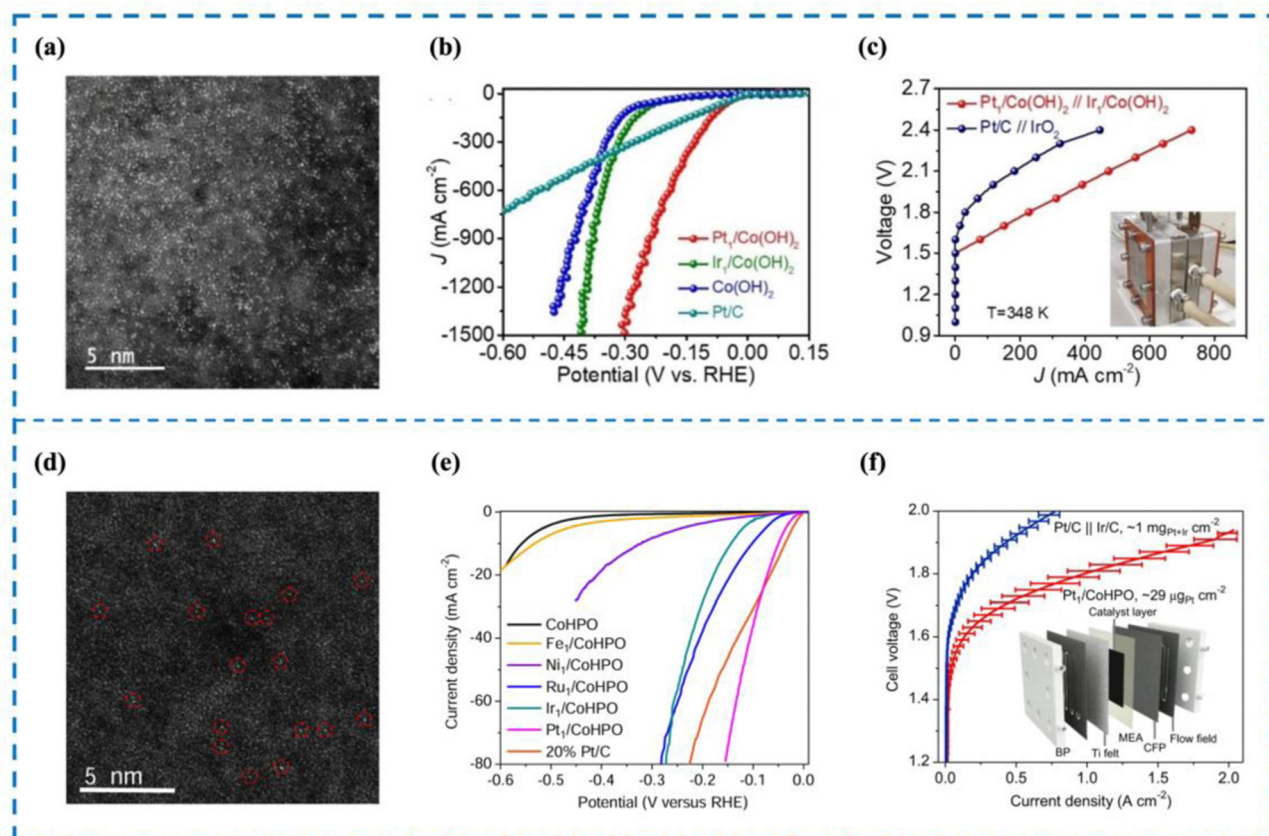 (a)
5 nm
(b)
0
-300
-600
-900
-1200
-1500
J (mA cm⁻²)
Pt₁/Co(OH)₂
Ir₁/Co(OH)₂
Co(OH)₂
Pt/C
-0.60 -0.45 -0.30 -0.15 0.00 0.15
Potential (V vs. RHE)
(c)
2.7
2.4
2.1
1.8
1.5
1.2
0.9
Voltage (V)
Pt₁/Co(OH)₂ // Ir₁/Co(OH)₂
Pt/C // IrO₂
T=348 K
0 200 400 600 800
J (mA cm⁻²)
(d)
5 nm
(e)
0
-20
-40
-60
-80
Current density (mA cm⁻²)
CoHPO
Fe₁/CoHPO
Ni₁/CoHPO
Ru₁/CoHPO
Ir₁/CoHPO
Pt₁/CoHPO
20% Pt/C
-0.6 -0.5 -0.4 -0.3 -0.2 -0.1 0.0
Potential (V versus RHE)
(f)
2.0
1.8
1.6
1.4
1.2
Cell voltage (V)
Pt/C || Ir/C, ~1 mg_Pt+Ir cm⁻²
Pt₁/CoHPO, ~29 μg_Pt cm⁻²
Catalyst layer
BP
Ti felt
MEA
CFP
Flow field
0.0 0.5 1.0 1.5 2.0
Current density (A cm⁻²)